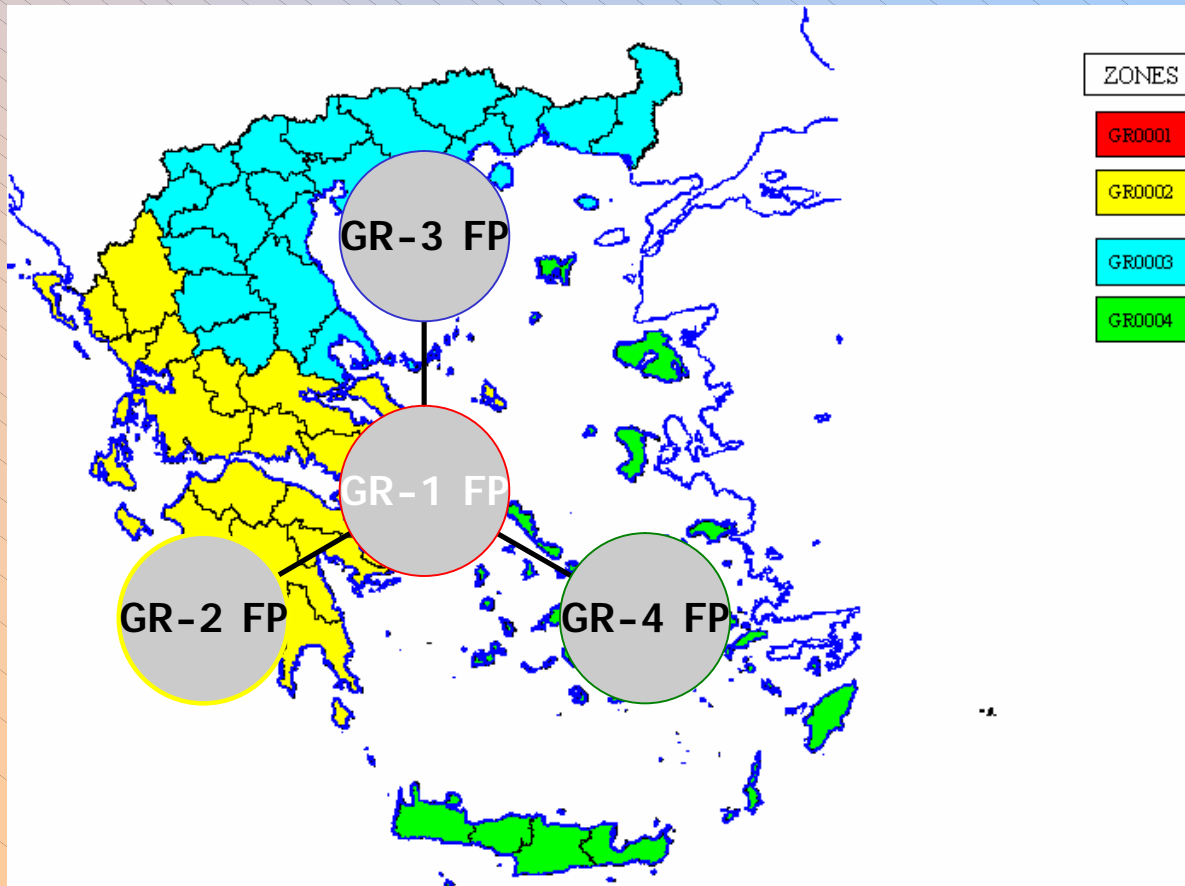 ZONES
GR0001
GR0002
GR0003
GR0004
GR-3 FP
GR-1 FP
GR-2 FP
GR-4 FP